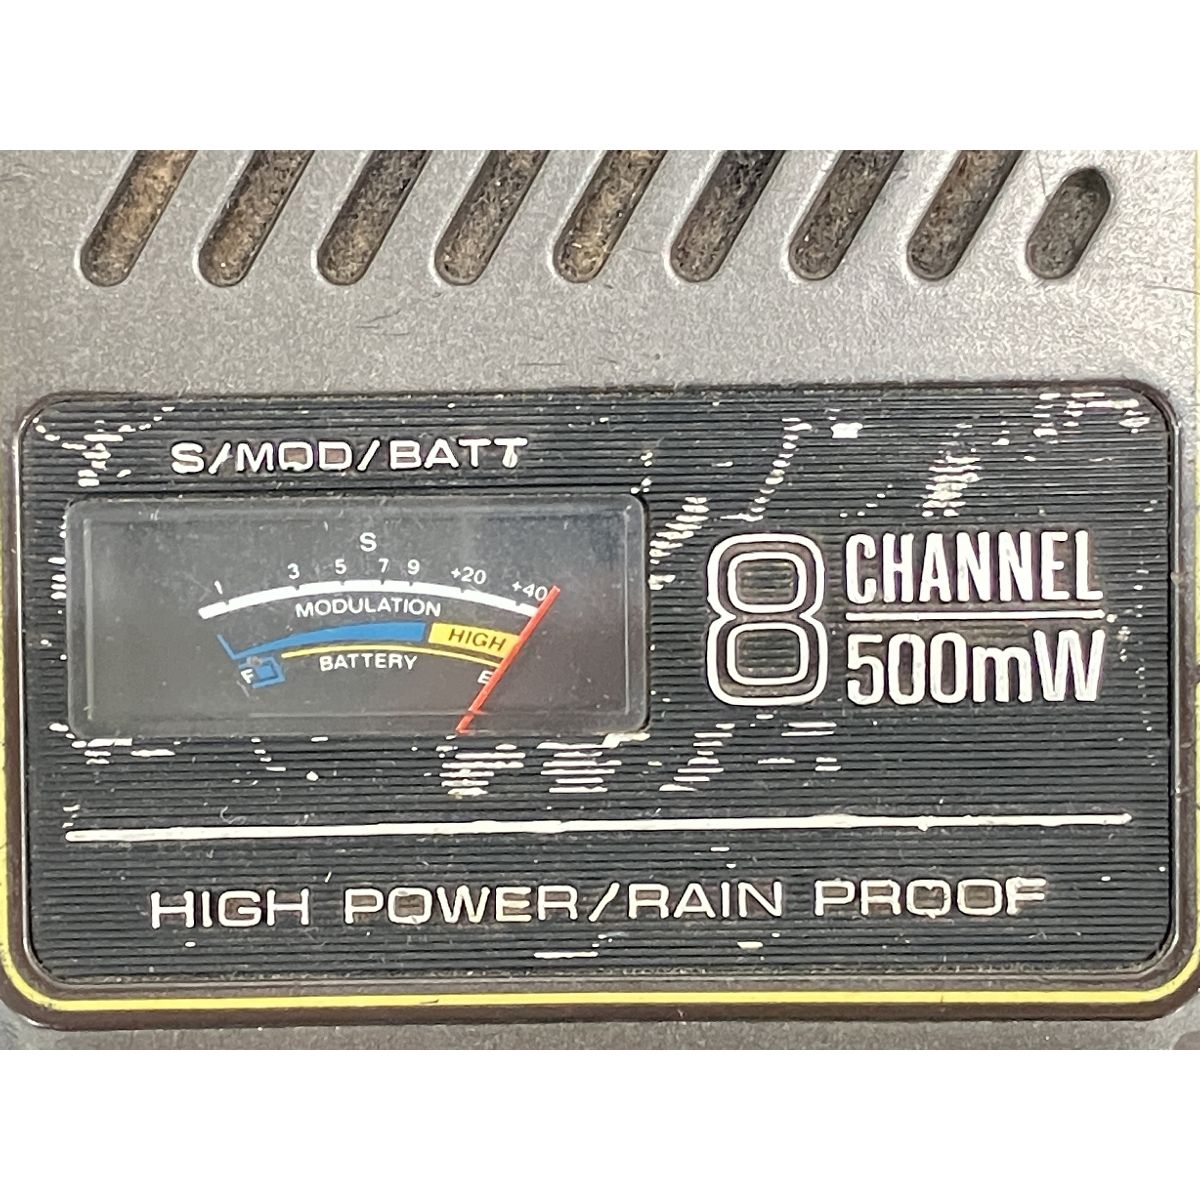 S/MOD/BATT
S
1 3 5 7 9 +20 +40
MODULATION
HIGH
BATTERY
F E
8 CHANNEL
500mW
HIGH POWER/RAIN PROOF